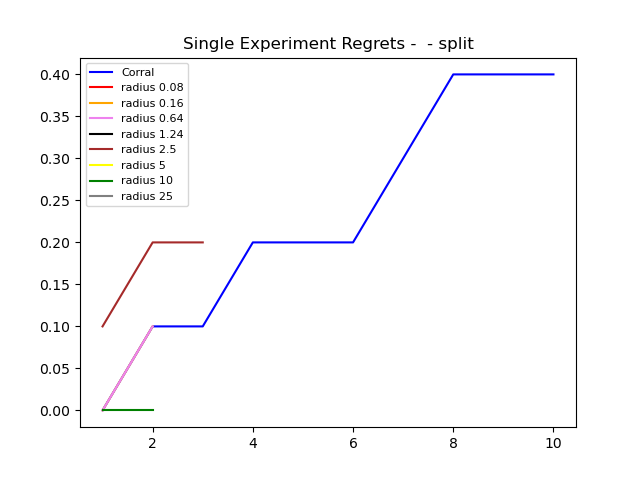 Single Experiment Regrets -  - split
0.40
0.35
0.30
0.25
0.20
0.15
0.10
0.05
0.00
Corral
radius 0.08
radius 0.16
radius 0.64
radius 1.24
radius 2.5
radius 5
radius 10
radius 25
2 4 6 8 10